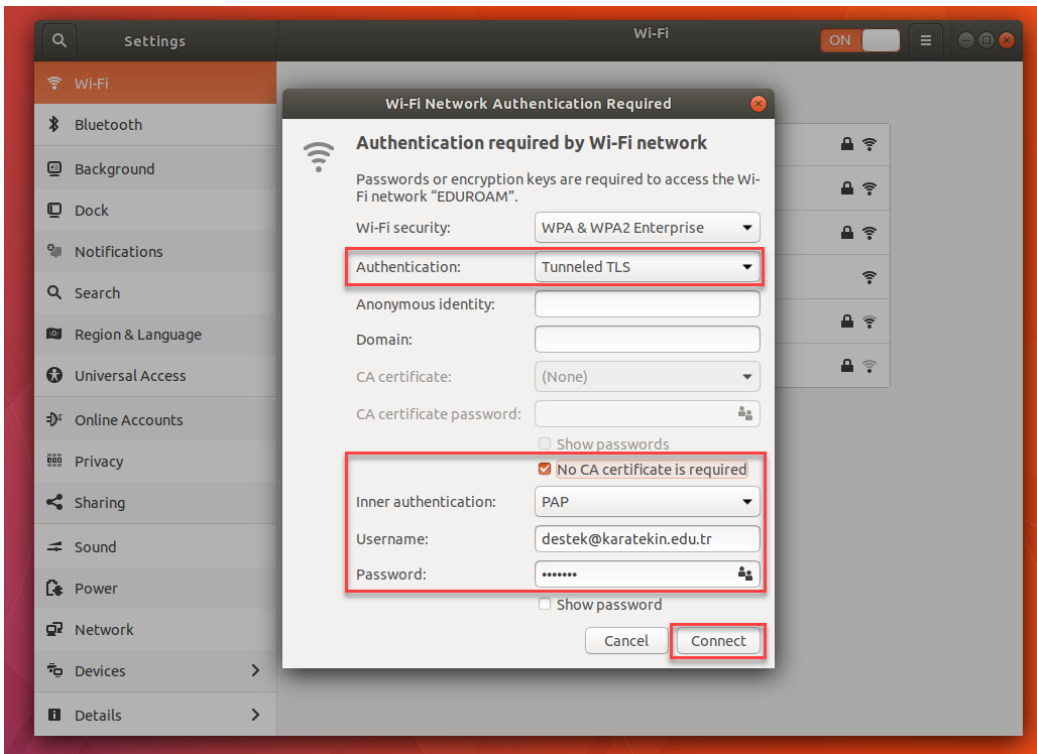 Settings
Wi-Fi
ON
Wi-Fi
Bluetooth
Background
Dock
Notifications
Search
Region & Language
Universal Access
Online Accounts
Privacy
Sharing
Sound
Power
Network
Devices
Details
Wi-Fi Network Authentication Required
Authentication required by Wi-Fi network
Passwords or encryption keys are required to access the Wi-
Fi network “EDUROAM”.
Wi-Fi security: WPA & WPA2 Enterprise
Authentication: Tunneled TLS
Anonymous identity:
Domain:
CA certificate: (None)
CA certificate password:
Show passwords
No CA certificate is required
Inner authentication: PAP
Username: destek@karatekin.edu.tr
Password: •••••••
Show password
Cancel Connect